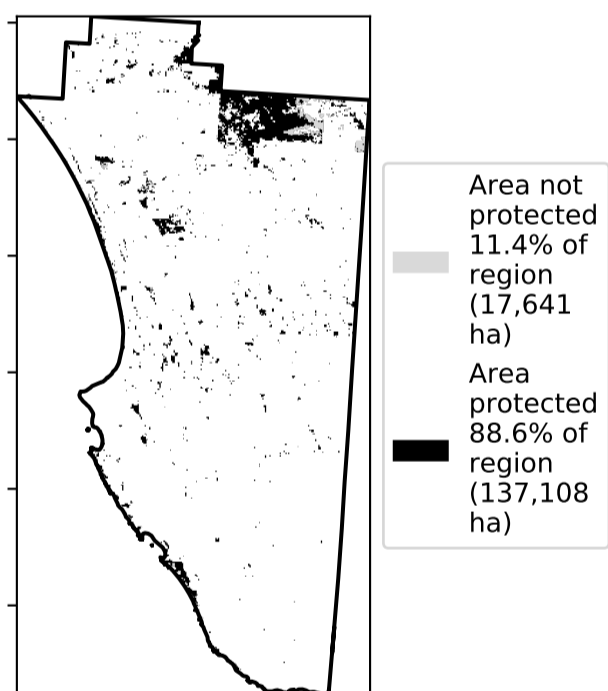 Area not
protected
11.4% of
region
(17,641
ha)
Area
protected
88.6% of
region
(137,108
ha)